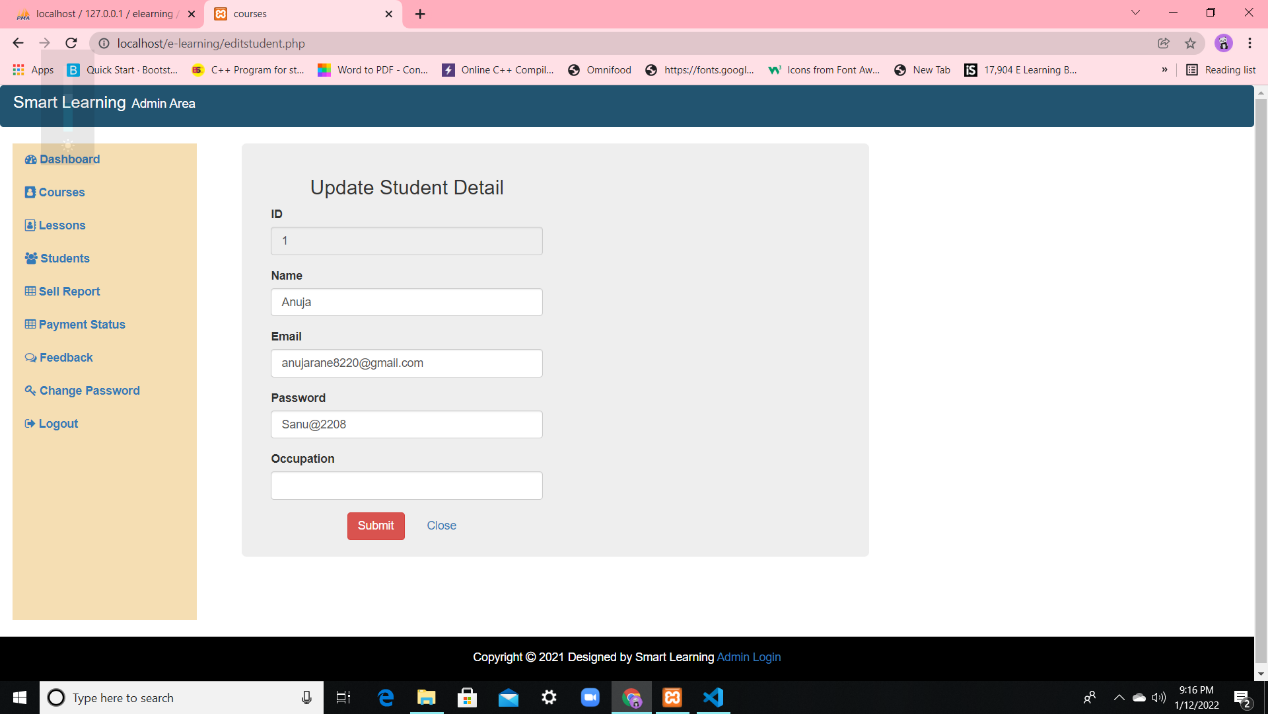 localhost / 127.0.0.1 / elearning /
courses
localhost/e-learning/editstudent.php
Apps
Quick Start · Bootst...
C++ Program for st...
Word to PDF - Con...
Online C++ Compil...
Omnifood
https://fonts.googl...
Icons from Font Aw...
New Tab
17,904 E Learning B...
»
Reading list
Smart Learning Admin Area
Dashboard
Courses
Lessons
Students
Sell Report
Payment Status
Feedback
Change Password
Logout
Update Student Detail
ID
1
Name
Anuja
Email
anujarane8220@gmail.com
Password
Sanu@2208
Occupation
Submit
Close
Copyright © 2021 Designed by Smart Learning Admin Login
Type here to search
9:16 PM
1/12/2022
2